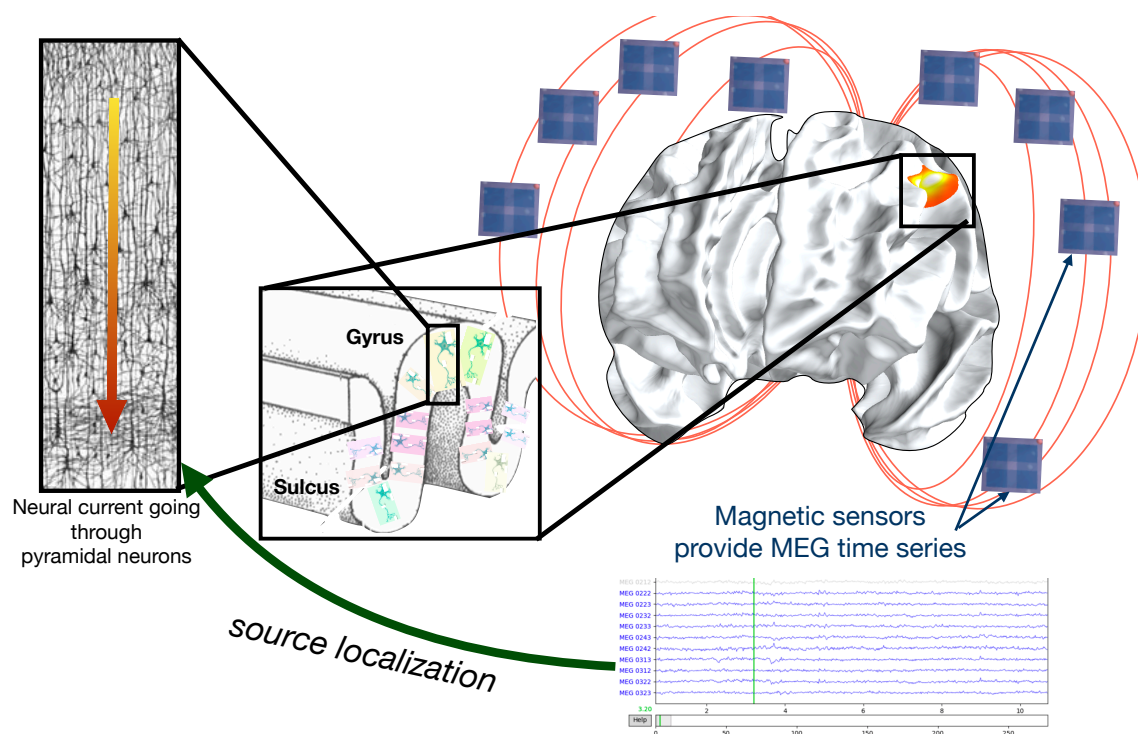 Gyrus
Sulcus
Neural current going
through
pyramidal neurons
Magnetic sensors
provide MEG time series
source localization
MEG 0212
MEG 0222
MEG 0223
MEG 0232
MEG 0233
MEG 0243
MEG 0242
MEG 0313
MEG 0312
MEG 0322
MEG 0323
2 4 6 8 10
3.20
Help
0 50 100 150 200 250